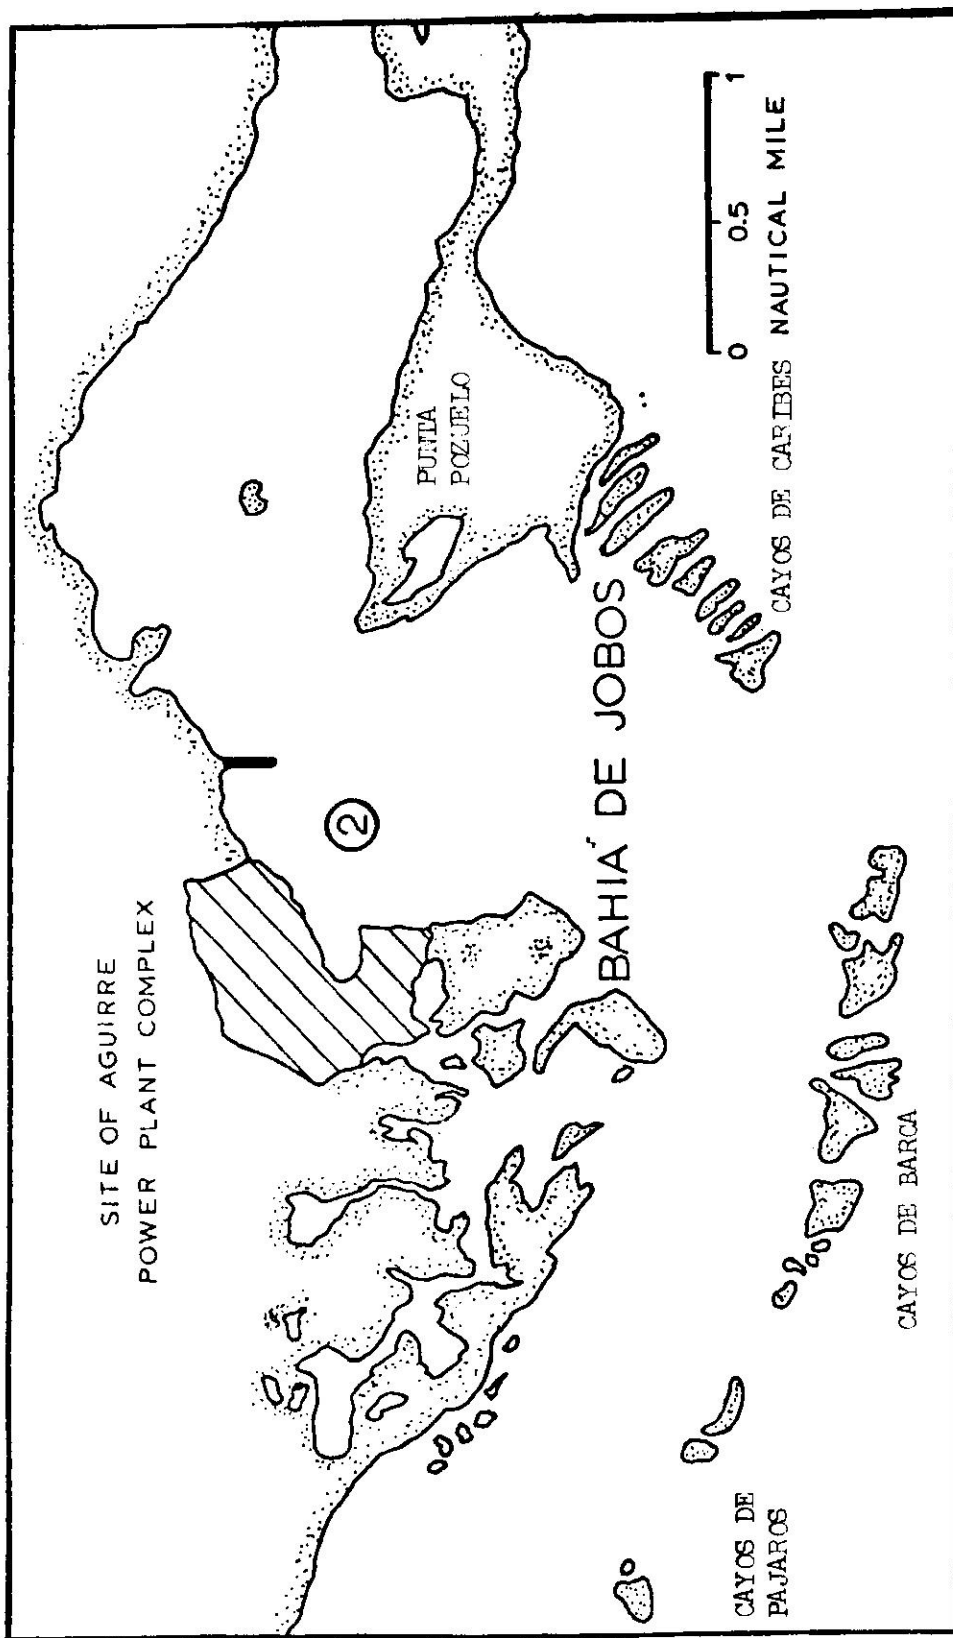 SITE OF AGUIRRE
POWER PLANT COMPLEX
2
PUNTA
POZUELO
BAHIÁ DE JOBOS
0 0.5 1
NAUTICAL MILE
CAYOS DE CARIBES
CAYOS DE BARCA
CAYOS DE
PAJAROS